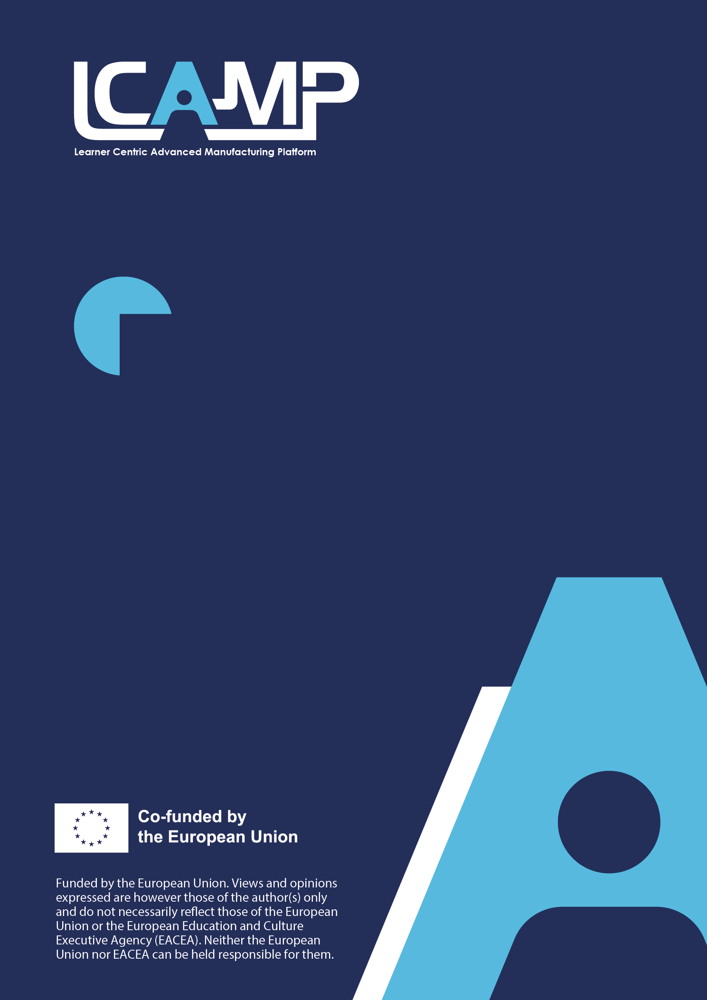 LCAMP
Learner Centric Advanced Manufacturing Platform
Co-funded by
the European Union
Funded by the European Union. Views and opinions
expressed are however those of the author(s) only
and do not necessarily reflect those of the European
Union or the European Education and Culture
Executive Agency (EACEA). Neither the European
Union nor EACEA can be held responsible for them.